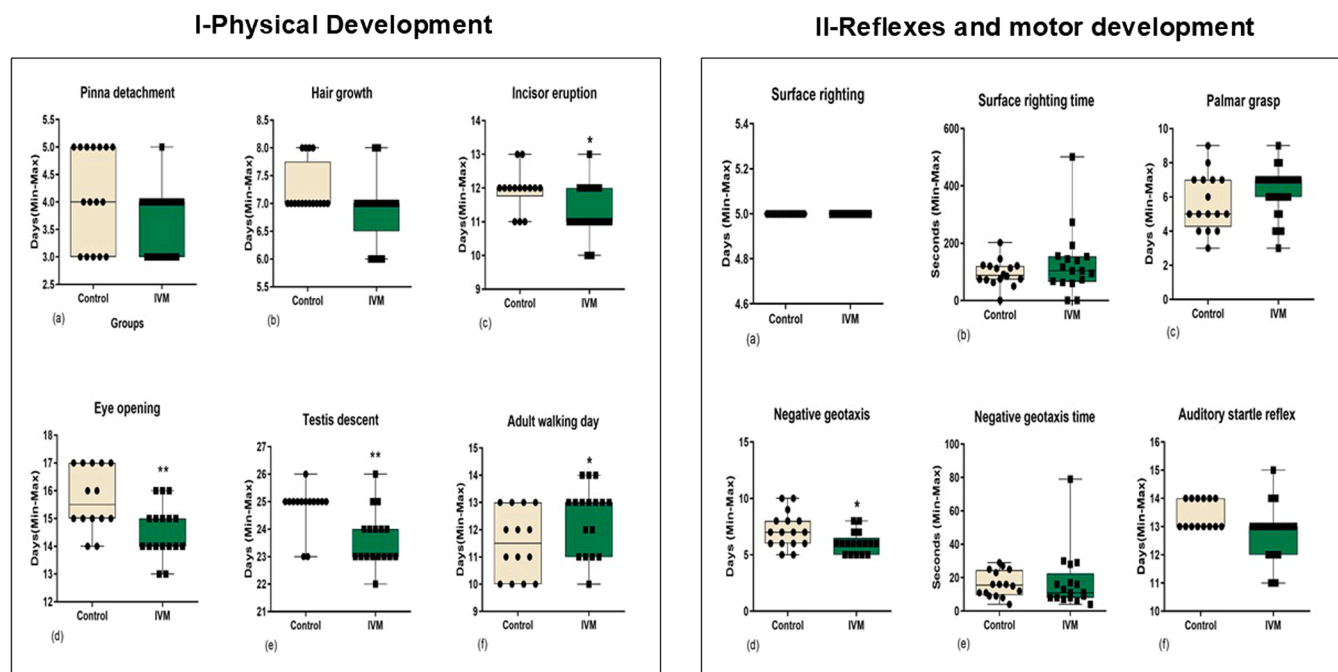 I-Physical Development
Pinna detachment
Days(Min-Max)
5.5
5.0
4.5
4.0
3.5
3.0
2.5
Control
IVM
(a)
Groups
Hair growth
Days(Min-Max)
8.5
8.0
7.5
7.0
6.5
6.0
5.5
Control
IVM
(b)
Incisor eruption
Days(Min-Max)
14
13
12
11
10
9
*
Control
IVM
(c)
Eye opening
Days(Min-Max)
18
17
16
15
14
13
12
**
Control
IVM
(d)
Testis descent
Days(Min-Max)
27
26
25
24
23
22
21
**
Control
IVM
(e)
Adult walking day
Days(Min-Max)
15
14
13
12
11
10
9
*
Control
IVM
(f)
II-Reflexes and motor development
Surface righting
Days (Min-Max)
5.4
5.2
5.0
4.8
4.6
Control
IVM
(a)
Surface righting time
Seconds (Min-Max)
600
400
200
0
Control
IVM
(b)
Palmar grasp
Days (Min-Max)
10
8
6
4
2
0
Control
IVM
(c)
Negative geotaxis
Days (Min-Max)
15
10
5
0
*
Control
IVM
(d)
Negative geotaxis time
Seconds (Min-Max)
100
80
60
40
20
0
Control
IVM
(e)
Auditory startle reflex
Days (Min-Max)
16
15
14
13
12
11
10
Control
IVM
(f)